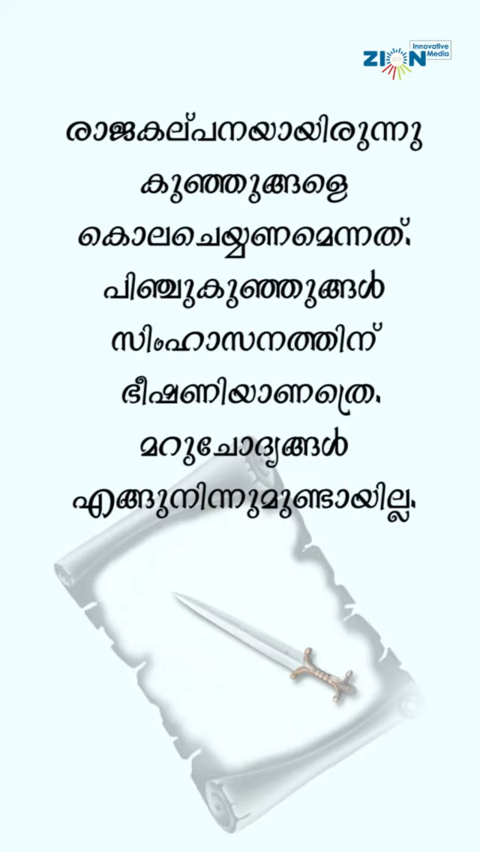 Innovative
ZION Media
രാജകല്പനയായിരുന്നു
കുഞ്ഞുങ്ങളെ
കൊലചെയ്യണമെന്നത്.
പിഞ്ചുകുഞ്ഞുങ്ങൾ
സിംഹാസനത്തിന്
ഭീഷണിയാണത്രെ.
മറുചോദ്യങ്ങൾ
എങ്ങുനിന്നുമുണ്ടായില്ല.